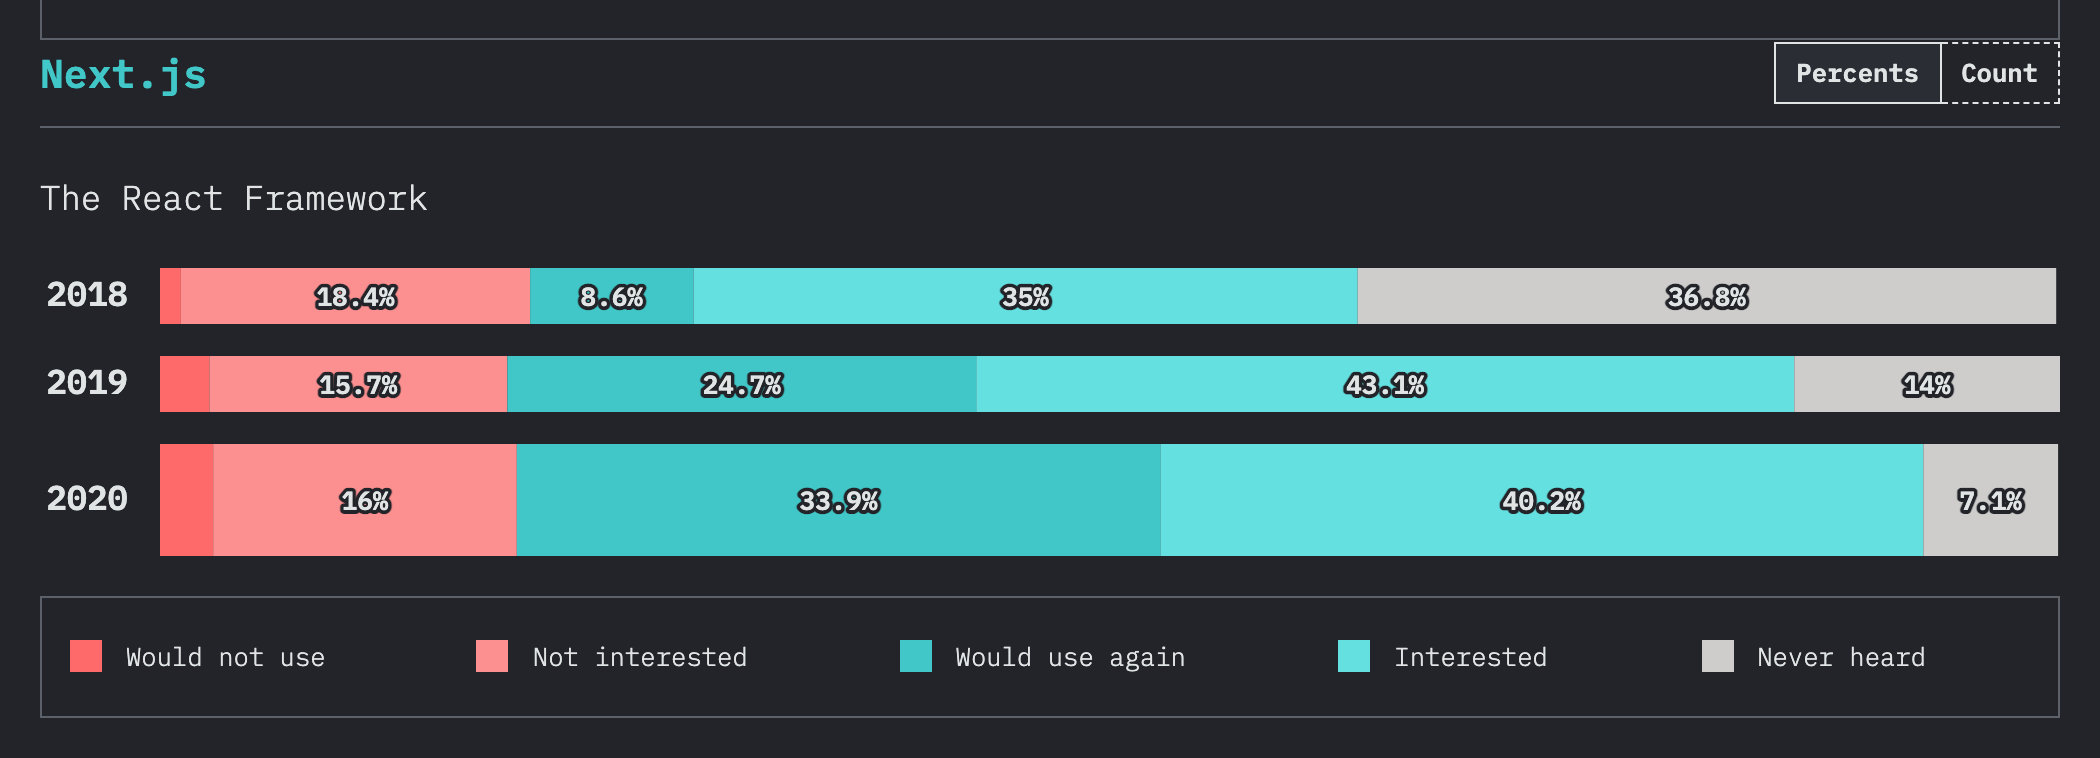 Next.js
Percents Count
The React Framework
2018 18.4% 8.6% 35% 36.8%
2019 15.7% 24.7% 43.1% 14%
2020 16% 33.9% 40.2% 7.1%
Would not use Not interested Would use again Interested Never heard